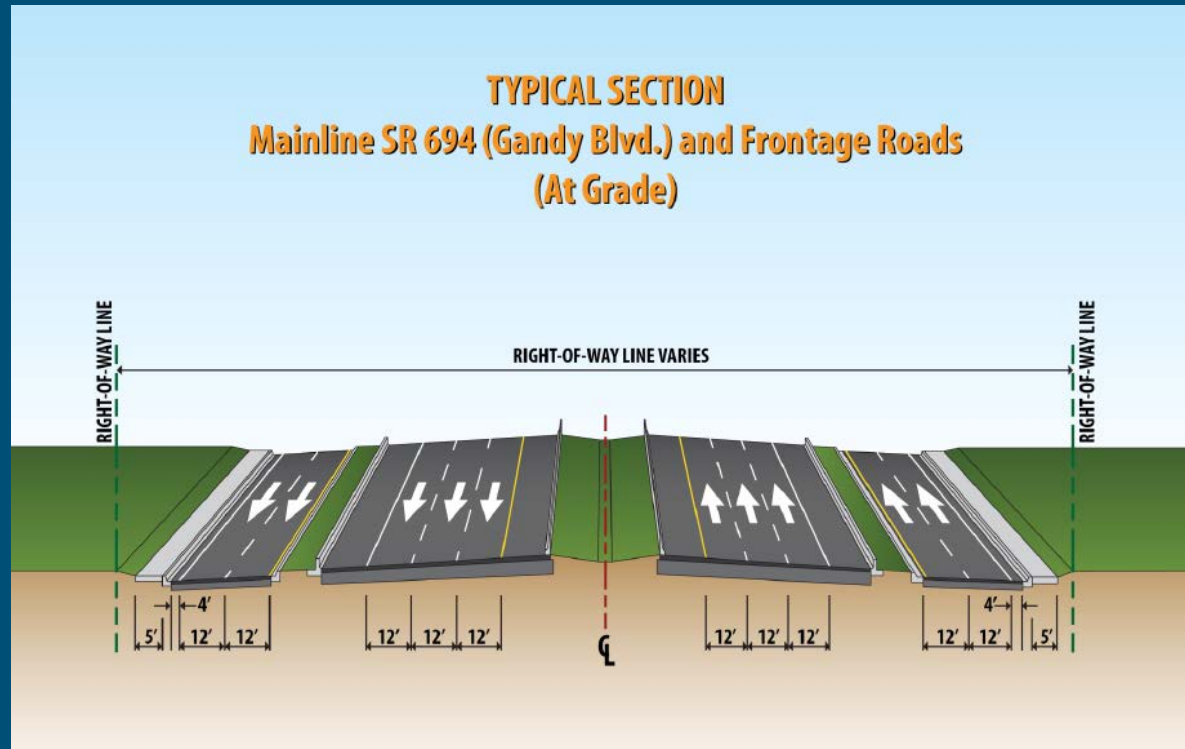 TYPICAL SECTION
Mainline SR 694 (Gandy Blvd.) and Frontage Roads
(At Grade)
RIGHT-OF-WAY LINE
RIGHT-OF-WAY LINE VARIES
RIGHT-OF-WAY LINE
4' 4'
5' 12' 12' 12' 12' 12' ℄ 12' 12' 12' 12' 12' 5'